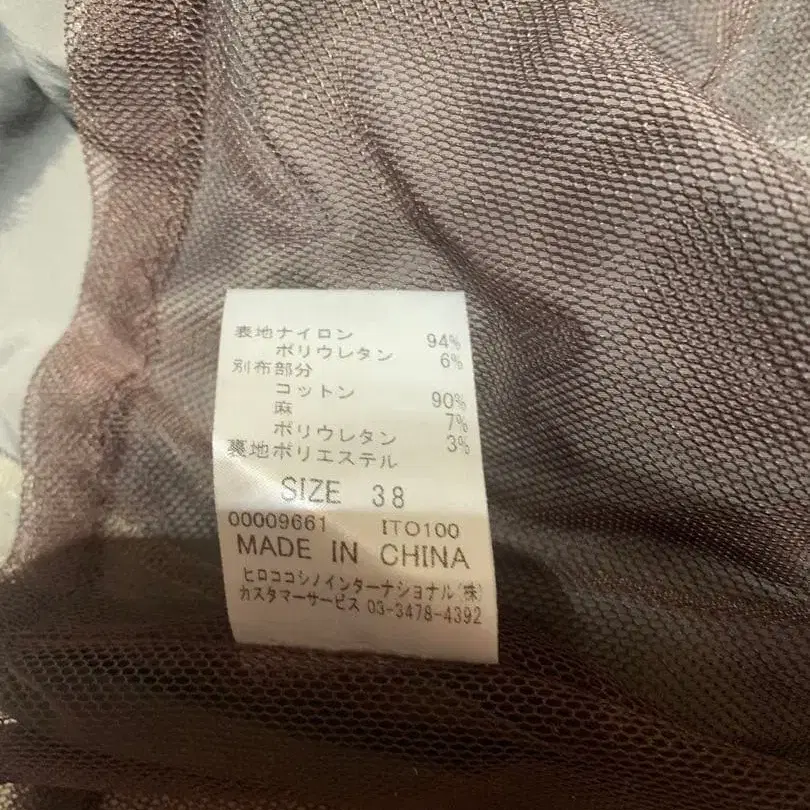 表地ナイロン 94%
ポリウレタン 6%
別布部分
コットン 90%
麻 7%
ポリウレタン 3%
裏地ポリエステル
SIZE 38
00009661 ITO100
MADE IN CHINA
ヒロココシノインターナショナル(株)
カスタマーサービス 03-3478-4392